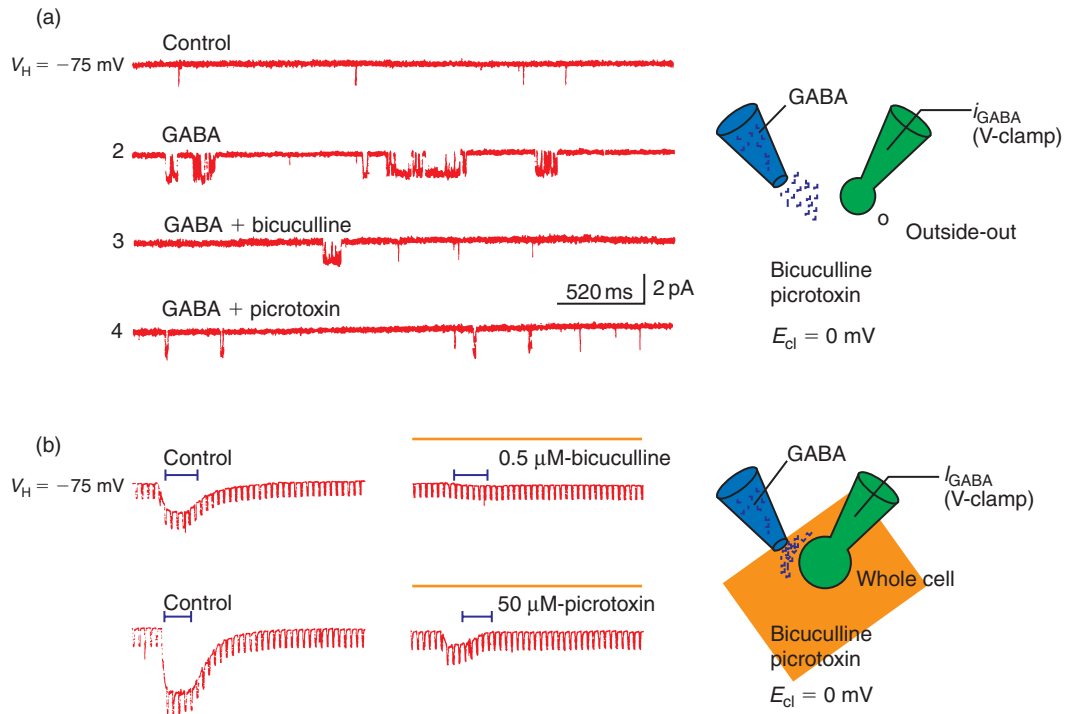 (a)
Control
V_H = −75 mV
GABA
2
GABA + bicuculline
3
520 ms
2 pA
GABA + picrotoxin
4
GABA
i_GABA
(V-clamp)
o
Outside-out
Bicuculline
picrotoxin
E_cl = 0 mV
(b)
Control
0.5 µM-bicuculline
V_H = −75 mV
Control
50 µM-picrotoxin
GABA
I_GABA
(V-clamp)
Whole cell
Bicuculline
picrotoxin
E_cl = 0 mV